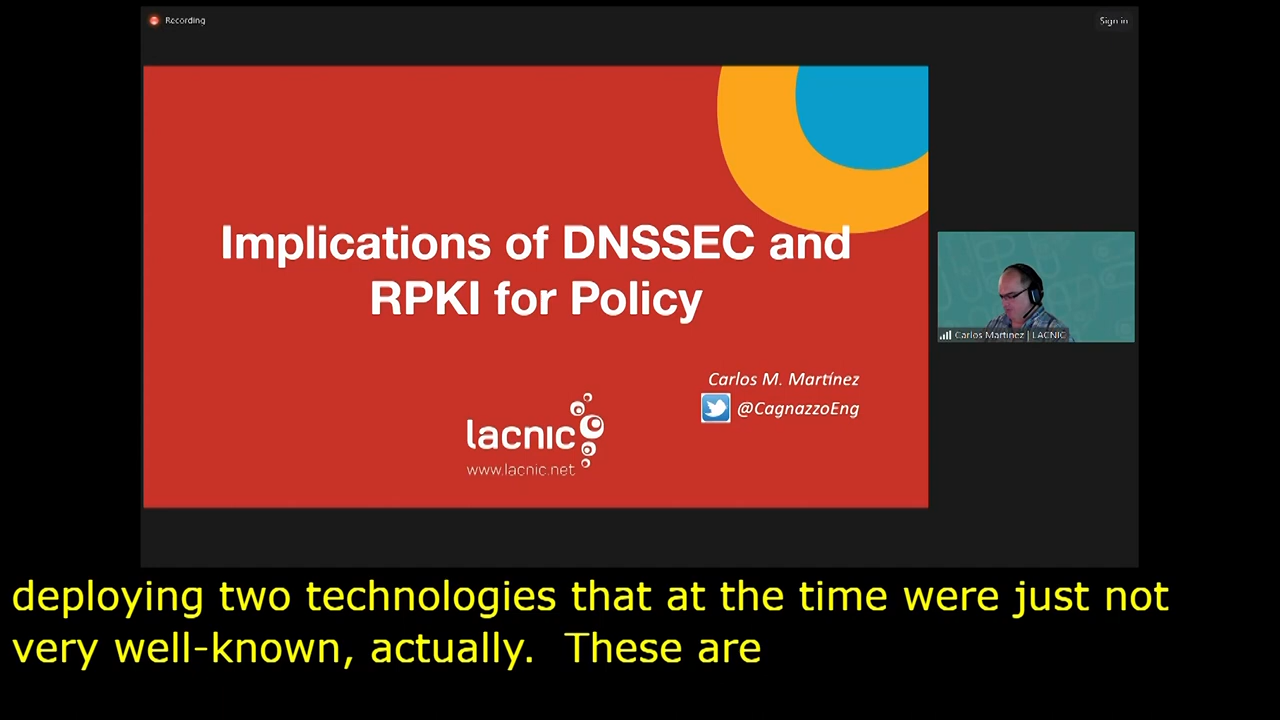 Recording
Sign in
Implications of DNSSEC and
RPKI for Policy
Carlos M. Martínez
@CagnazzoEng
lacnic
www.lacnic.net
Carlos Martinez | LACNIC
deploying two technologies that at the time were just not
very well-known, actually.  These are